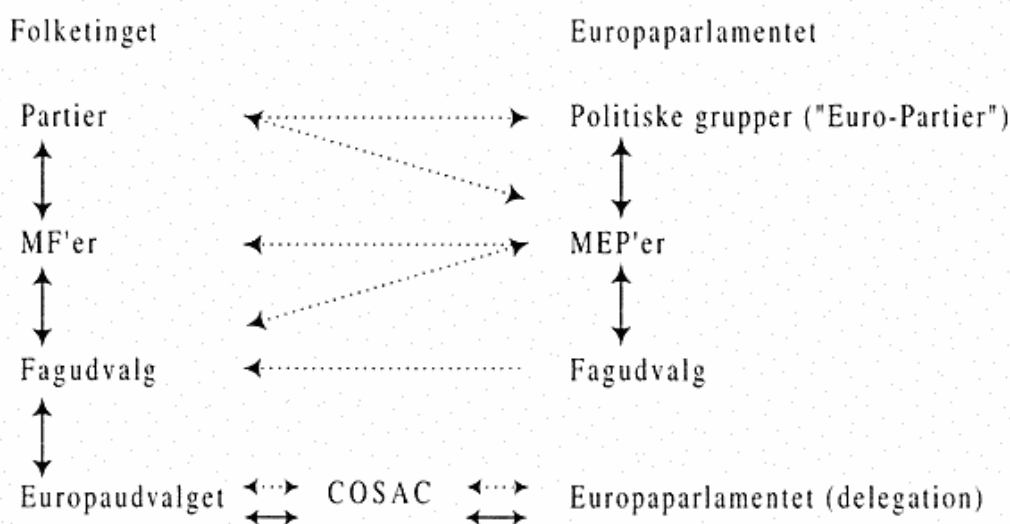 Folketinget Europaparlamentet
Partier Politiske grupper ("Euro-Partier")
MF'er MEP'er
Fagudvalg Fagudvalg
Europaudvalget COSAC Europaparlamentet (delegation)